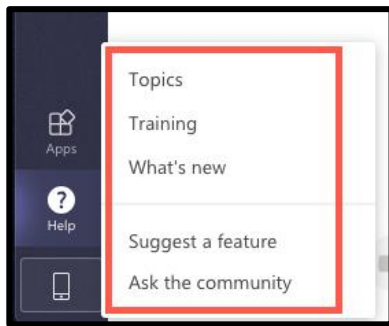 Topics
Training
What's new
Suggest a feature
Ask the community
Apps
Help